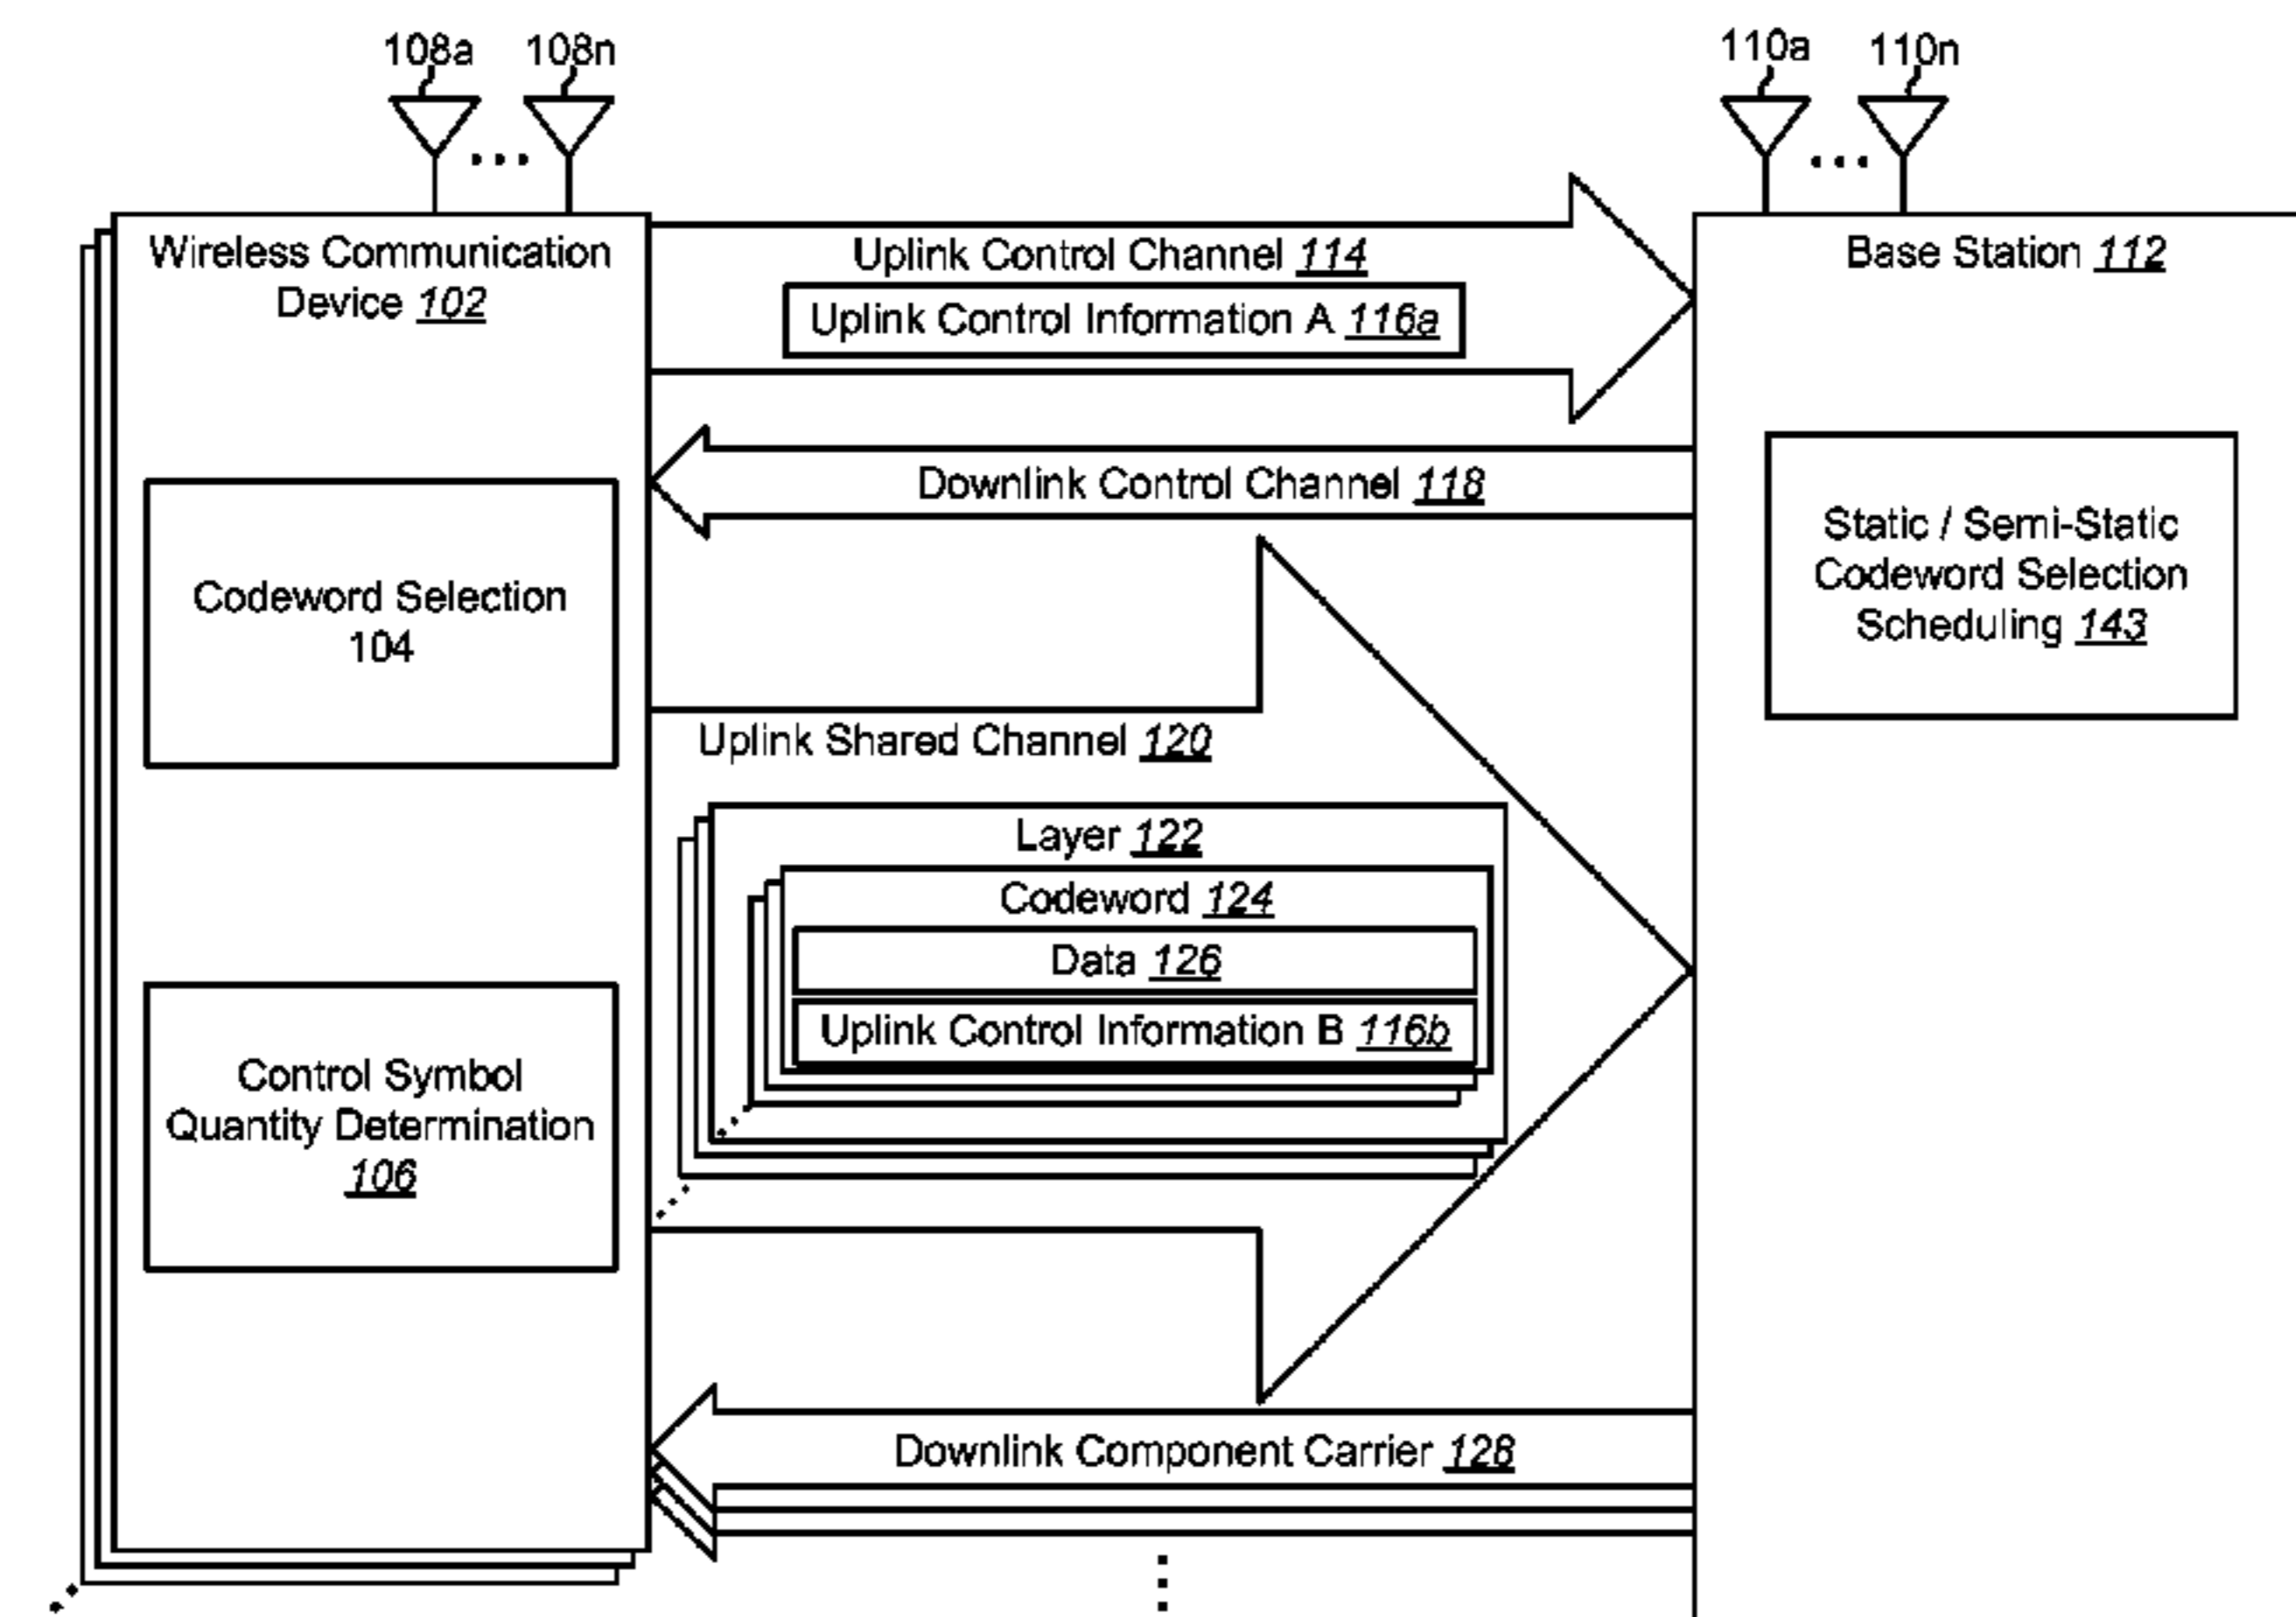 108a 108n
110a 110n
Wireless Communication
Device 102
Uplink Control Channel 114
Uplink Control Information A 116a
Base Station 112
Downlink Control Channel 118
Codeword Selection
104
Static / Semi-Static
Codeword Selection
Scheduling 143
Uplink Shared Channel 120
Layer 122
Codeword 124
Data 126
Uplink Control Information B 116b
Control Symbol
Quantity Determination
106
Downlink Component Carrier 128